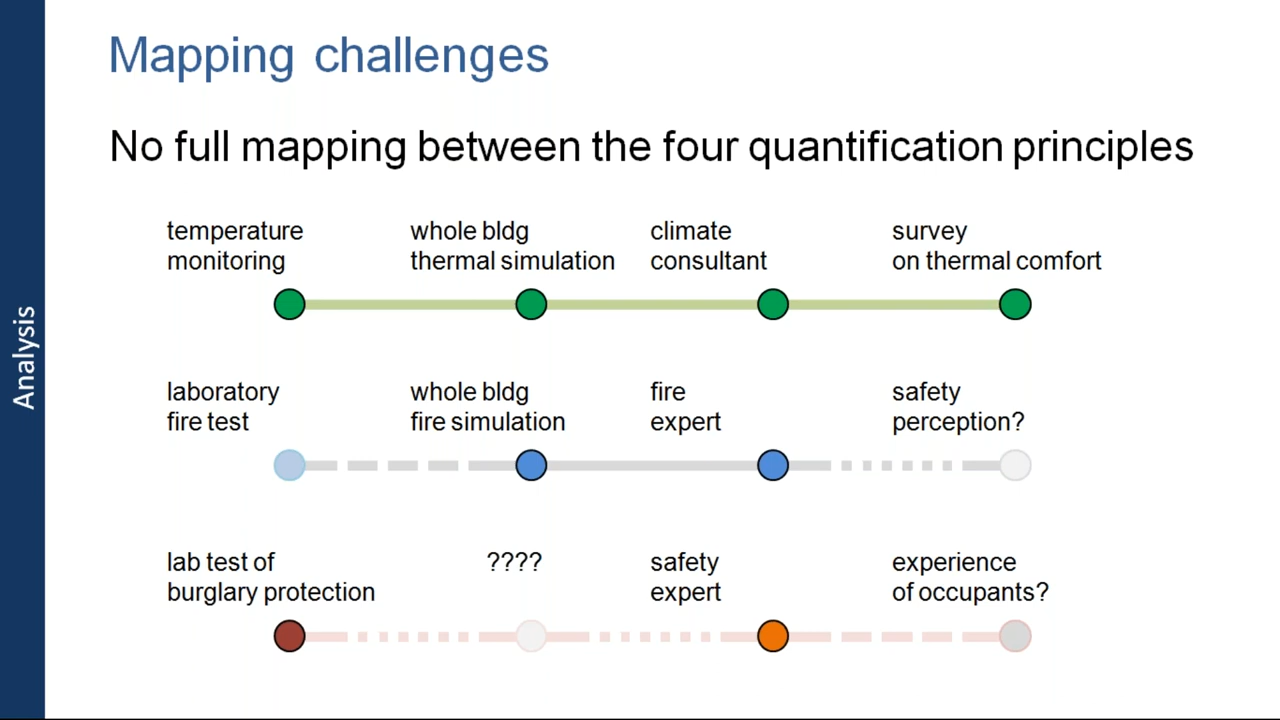 Mapping challenges
No full mapping between the four quantification principles
temperature
monitoring
whole bldg
thermal simulation
climate
consultant
survey
on thermal comfort
Analysis
laboratory
fire test
whole bldg
fire simulation
fire
expert
safety
perception?
lab test of
burglary protection
????
safety
expert
experience
of occupants?